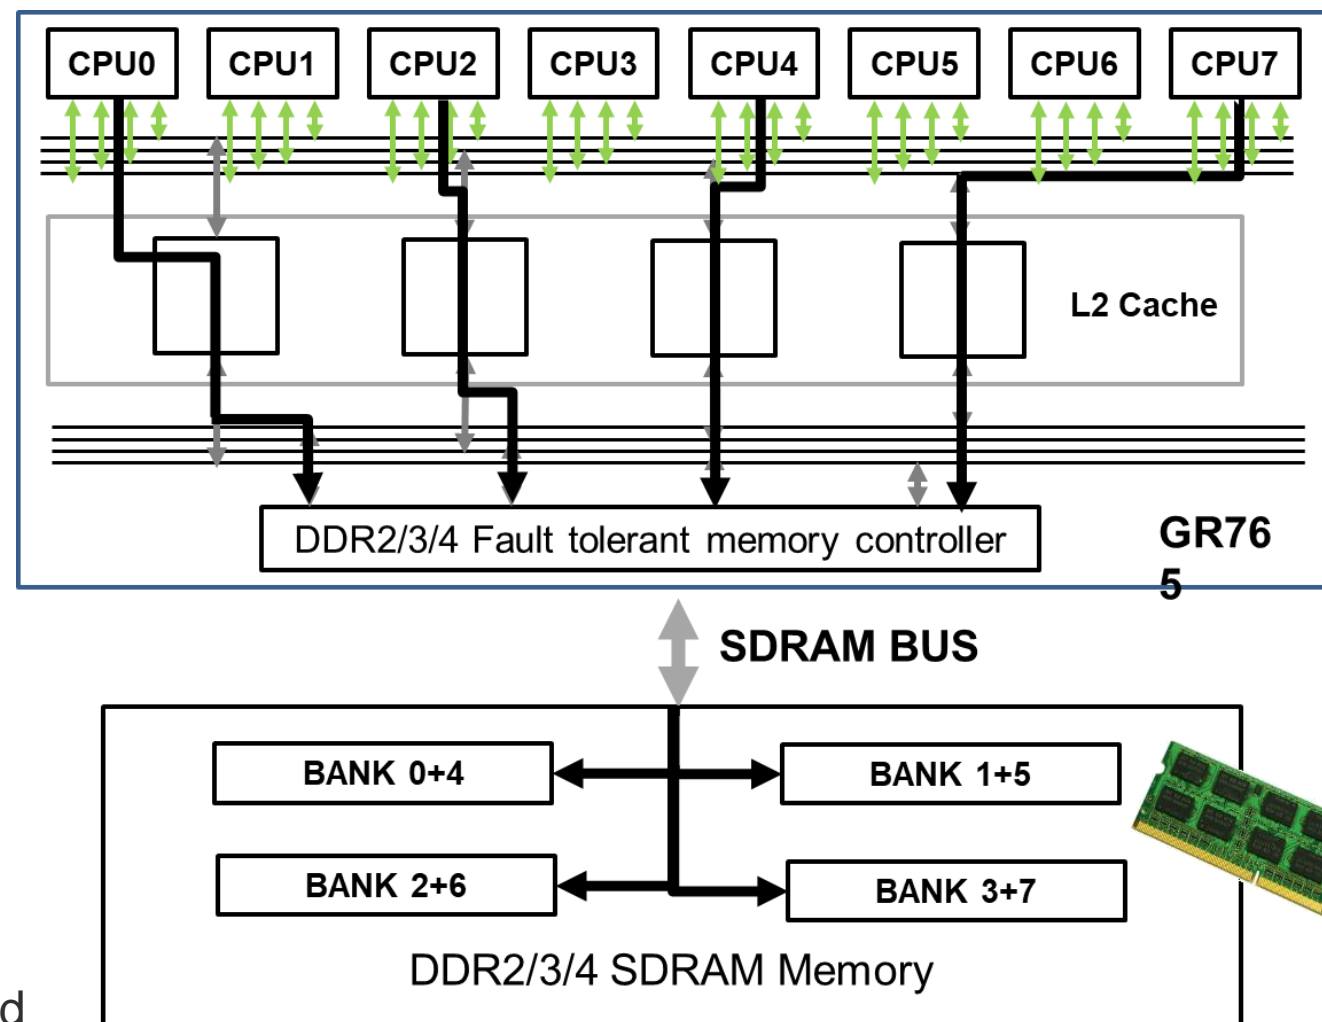 CPU0 CPU1 CPU2 CPU3 CPU4 CPU5 CPU6 CPU7
L2 Cache
DDR2/3/4 Fault tolerant memory controller
GR76
5
SDRAM BUS
BANK 0+4 BANK 1+5
BANK 2+6 BANK 3+7
DDR2/3/4 SDRAM Memory
d